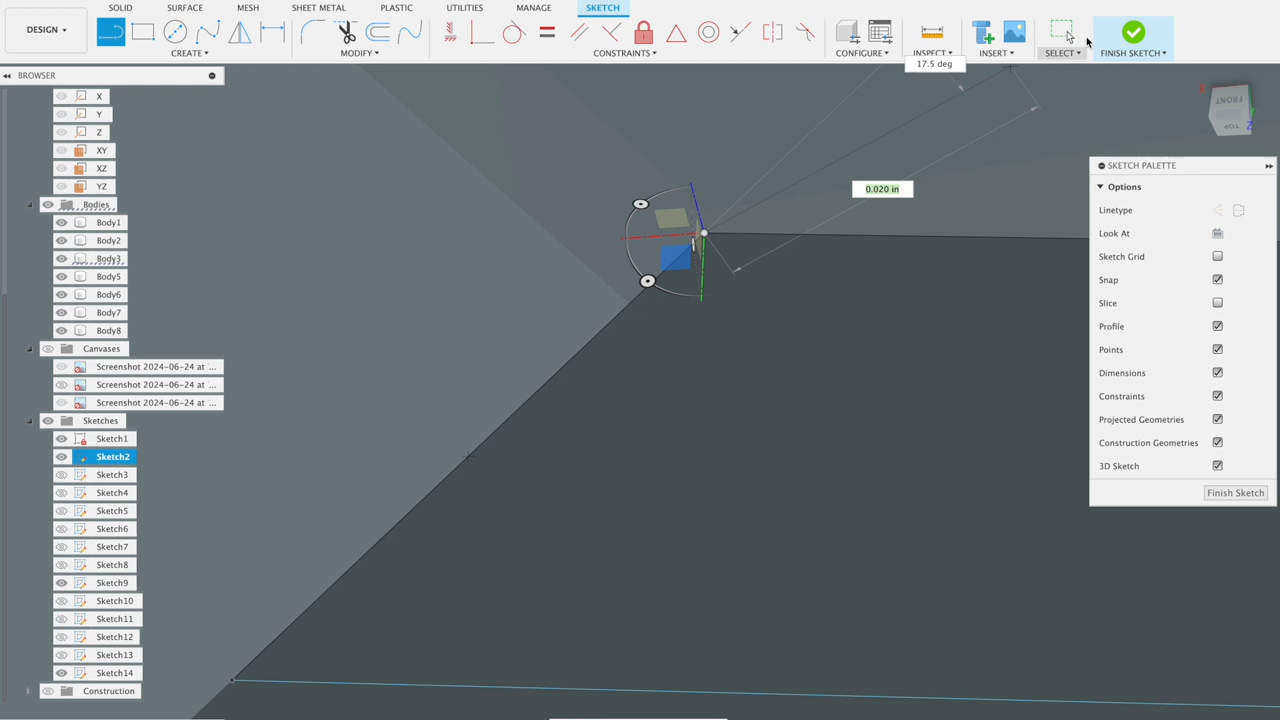 SOLID SURFACE MESH SHEET METAL PLASTIC UTILITIES MANAGE SKETCH
DESIGN
CREATE MODIFY CONSTRAINTS CONFIGURE INSPECT INSERT SELECT FINISH SKETCH
17.5 deg
BROWSER
FRONT
TOP
X
Z
X
Y
Z
XY
XZ
YZ
Bodies
Body1
Body2
Body3
Body5
Body6
Body7
Body8
Canvases
Screenshot 2024-06-24 at ...
Screenshot 2024-06-24 at ...
Screenshot 2024-06-24 at ...
Sketches
Sketch1
Sketch2
Sketch3
Sketch4
Sketch5
Sketch6
Sketch7
Sketch8
Sketch9
Sketch10
Sketch11
Sketch12
Sketch13
Sketch14
Construction
0.020 in
SKETCH PALETTE
Options
Linetype
Look At
Sketch Grid
Snap
Slice
Profile
Points
Dimensions
Constraints
Projected Geometries
Construction Geometries
3D Sketch
Finish Sketch